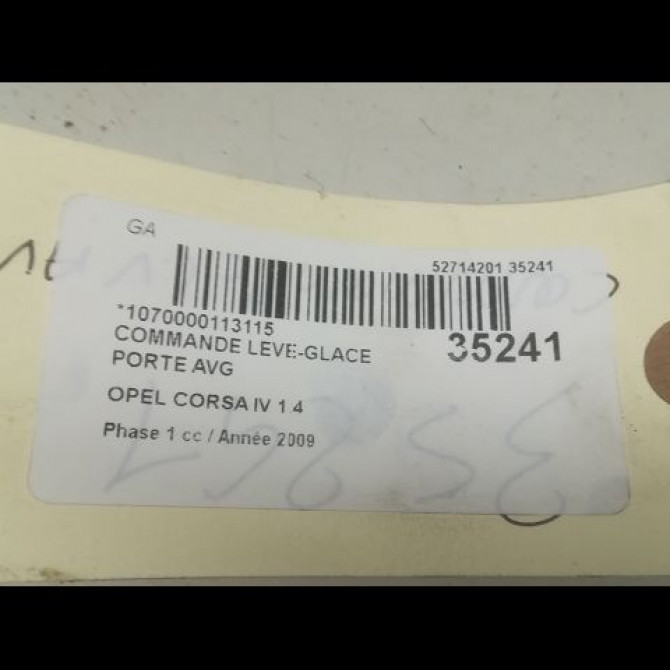 GA
52714201 35241
*1070000113115
35241
COMMANDE LEVE-GLACE
PORTE AVG
OPEL CORSA IV 1.4
Phase 1 cc / Année 2009